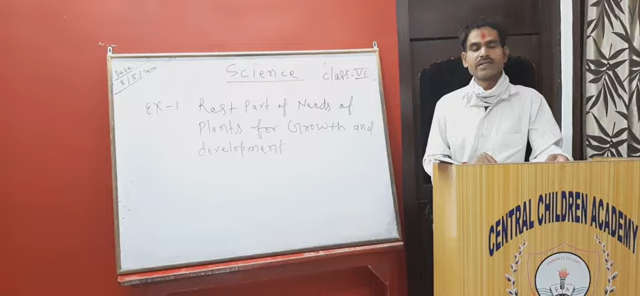 Science Class-VI
EX-1 Rest Part of Needs of
Plants for Growth and
development
CENTRAL CHILDREN ACADEMY